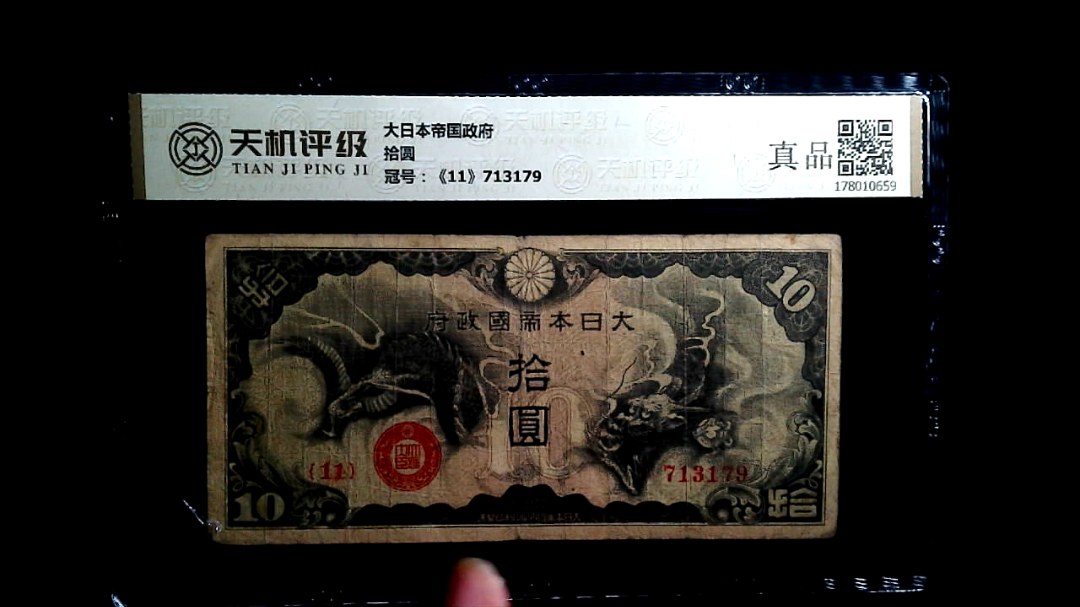 天机评级
TIAN JI PING JI
大日本帝国政府
拾圆
冠号：《11》713179
真品
178010659
10
府政國帝本日大
拾
圓
10
(11)
713179
10
拾